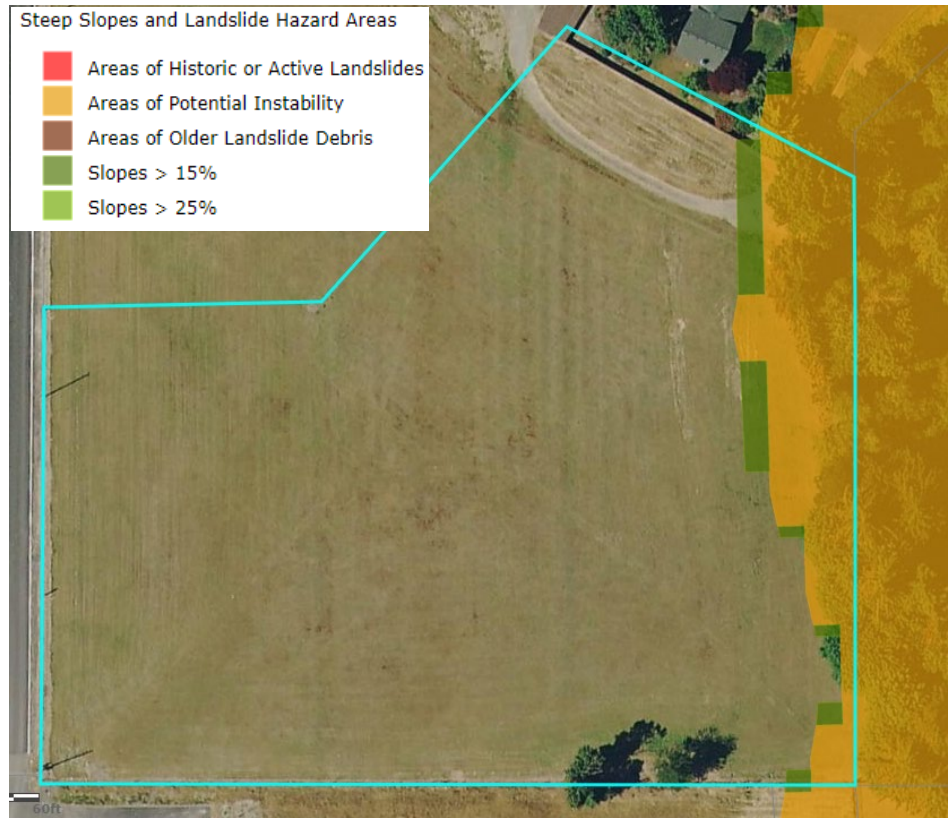 Steep Slopes and Landslide Hazard Areas
Areas of Historic or Active Landslides
Areas of Potential Instability
Areas of Older Landslide Debris
Slopes > 15%
Slopes > 25%
60ft